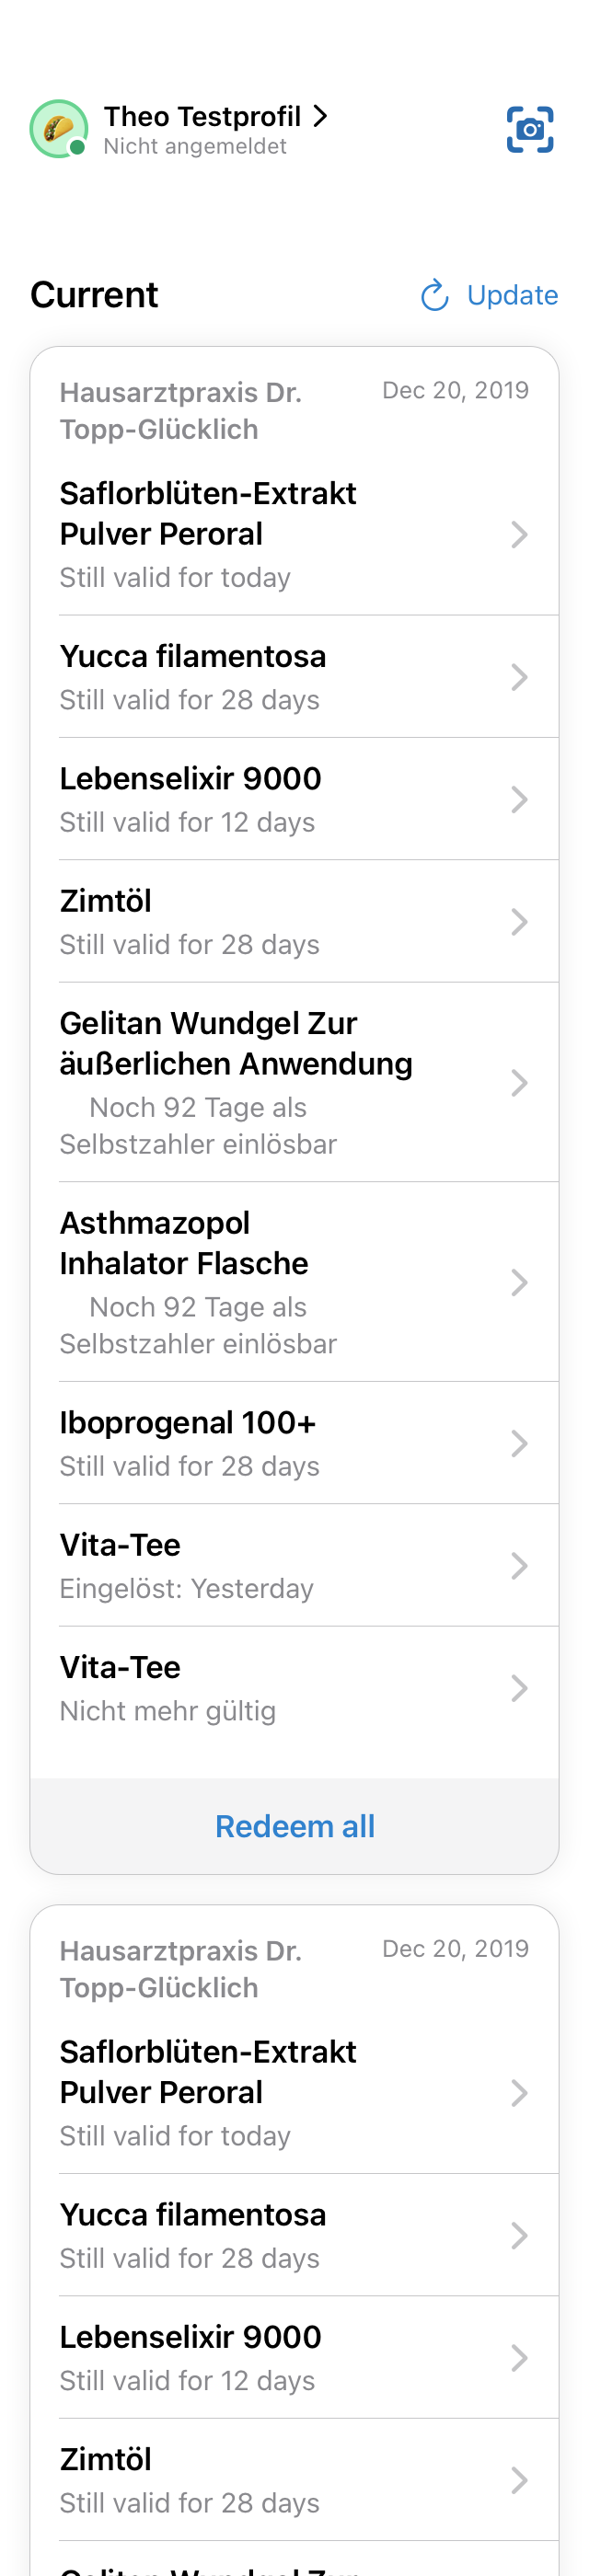 Theo Testprofil
Nicht angemeldet
Current
Update
Hausarztpraxis Dr.
Topp-Glücklich
Dec 20, 2019
Saflorblüten-Extrakt
Pulver Peroral
Still valid for today
Yucca filamentosa
Still valid for 28 days
Lebenselixir 9000
Still valid for 12 days
Zimtöl
Still valid for 28 days
Gelitan Wundgel Zur
äußerlichen Anwendung
Noch 92 Tage als
Selbstzahler einlösbar
Asthmazopol
Inhalator Flasche
Noch 92 Tage als
Selbstzahler einlösbar
Iboprogenal 100+
Still valid for 28 days
Vita-Tee
Eingelöst: Yesterday
Vita-Tee
Nicht mehr gültig
Redeem all
Hausarztpraxis Dr.
Topp-Glücklich
Dec 20, 2019
Saflorblüten-Extrakt
Pulver Peroral
Still valid for today
Yucca filamentosa
Still valid for 28 days
Lebenselixir 9000
Still valid for 12 days
Zimtöl
Still valid for 28 days